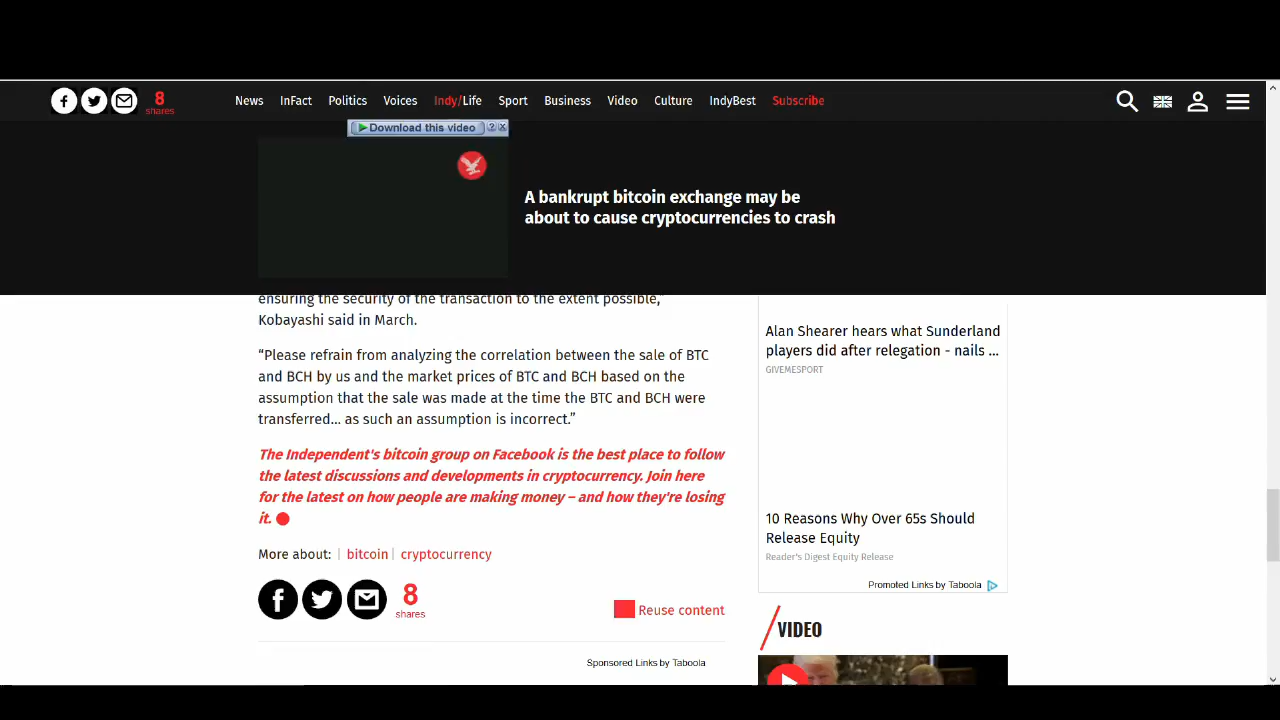 8
shares
News InFact Politics Voices Indy/Life Sport Business Video Culture IndyBest Subscribe
Download this video ? X
A bankrupt bitcoin exchange may be
about to cause cryptocurrencies to crash
ensuring the security of the transaction to the extent possible,”
Kobayashi said in March.
“Please refrain from analyzing the correlation between the sale of BTC
and BCH by us and the market prices of BTC and BCH based on the
assumption that the sale was made at the time the BTC and BCH were
transferred... as such an assumption is incorrect.”
The Independent's bitcoin group on Facebook is the best place to follow
the latest discussions and developments in cryptocurrency. Join here
for the latest on how people are making money – and how they're losing
it.
More about: | bitcoin | cryptocurrency
8
shares
Reuse content
Sponsored Links by Taboola
Alan Shearer hears what Sunderland
players did after relegation - nails ...
GIVEMESPORT
10 Reasons Why Over 65s Should
Release Equity
Reader's Digest Equity Release
Promoted Links by Taboola
VIDEO